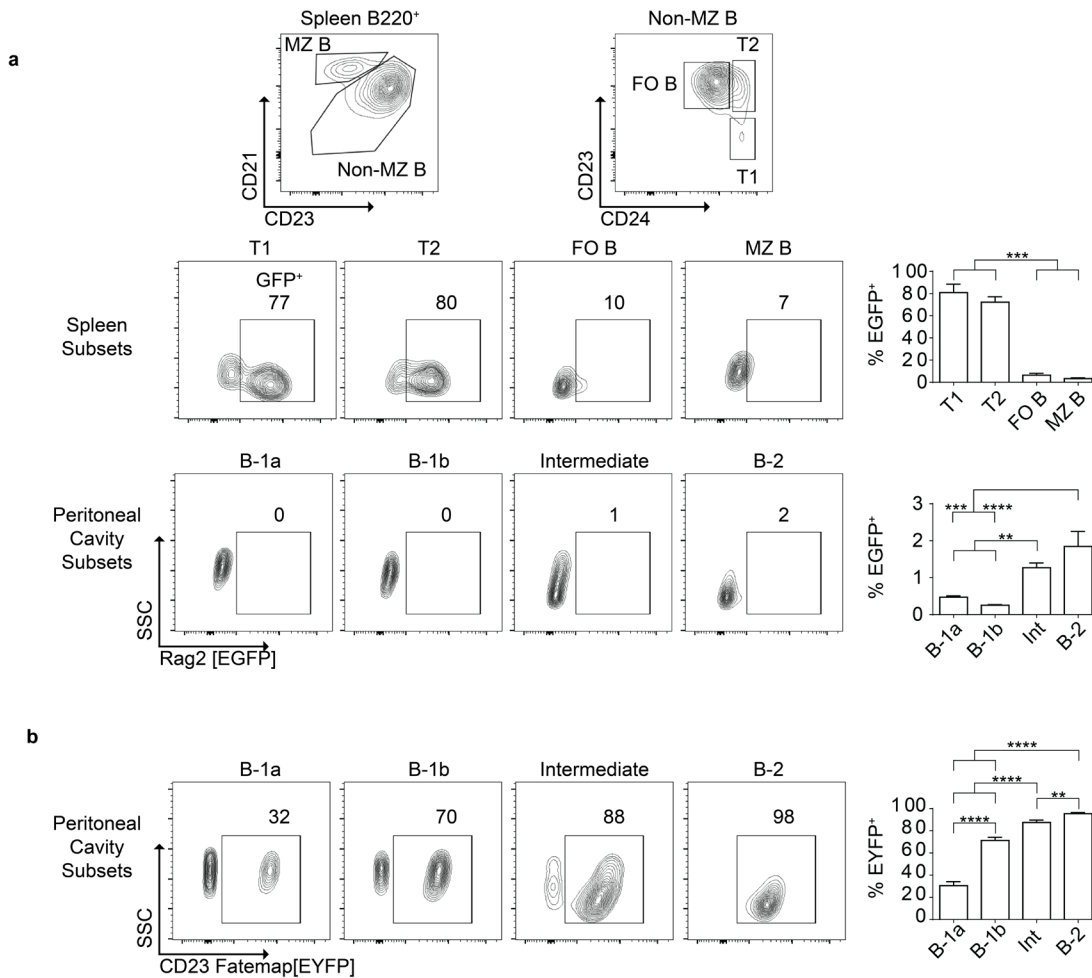 a
Spleen B220⁺
Non-MZ B
MZ B
Non-MZ B
CD21
CD23
T2
FO B
T1
CD23
CD24
Spleen
Subsets
T1
T2
FO B
MZ B
GFP⁺
77
80
10
7
% EGFP⁺
100
80
60
40
20
0
***
T1
T2
FO B
MZ B
Peritoneal
Cavity
Subsets
B-1a
B-1b
Intermediate
B-2
0
0
1
2
SSC
Rag2 [EGFP]
% EGFP⁺
3
2
1
0
*** ****
**
B-1a
B-1b
Int
B-2
b
Peritoneal
Cavity
Subsets
B-1a
B-1b
Intermediate
B-2
32
70
88
98
SSC
CD23 Fatemap[EYFP]
% EYFP⁺
100
80
60
40
20
0
****
****
**
****
B-1a
B-1b
Int
B-2